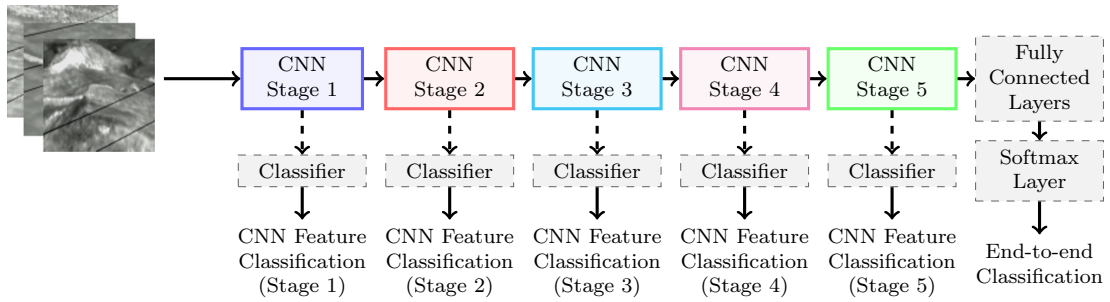 CNN
Stage 1
CNN
Stage 2
CNN
Stage 3
CNN
Stage 4
CNN
Stage 5
Fully
Connected
Layers
Classifier
Classifier
Classifier
Classifier
Classifier
Softmax
Layer
CNN Feature
Classification
(Stage 1)
CNN Feature
Classification
(Stage 2)
CNN Feature
Classification
(Stage 3)
CNN Feature
Classification
(Stage 4)
CNN Feature
Classification
(Stage 5)
End-to-end
Classification